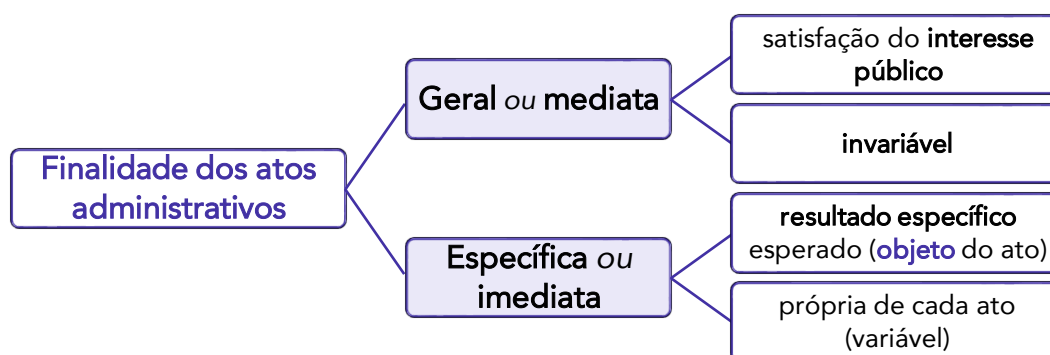 Finalidade dos atos
administrativos
Geral ou mediata
satisfação do interesse
público
invariável
Específica ou
imediata
resultado específico
esperado (objeto do ato)
própria de cada ato
(variável)